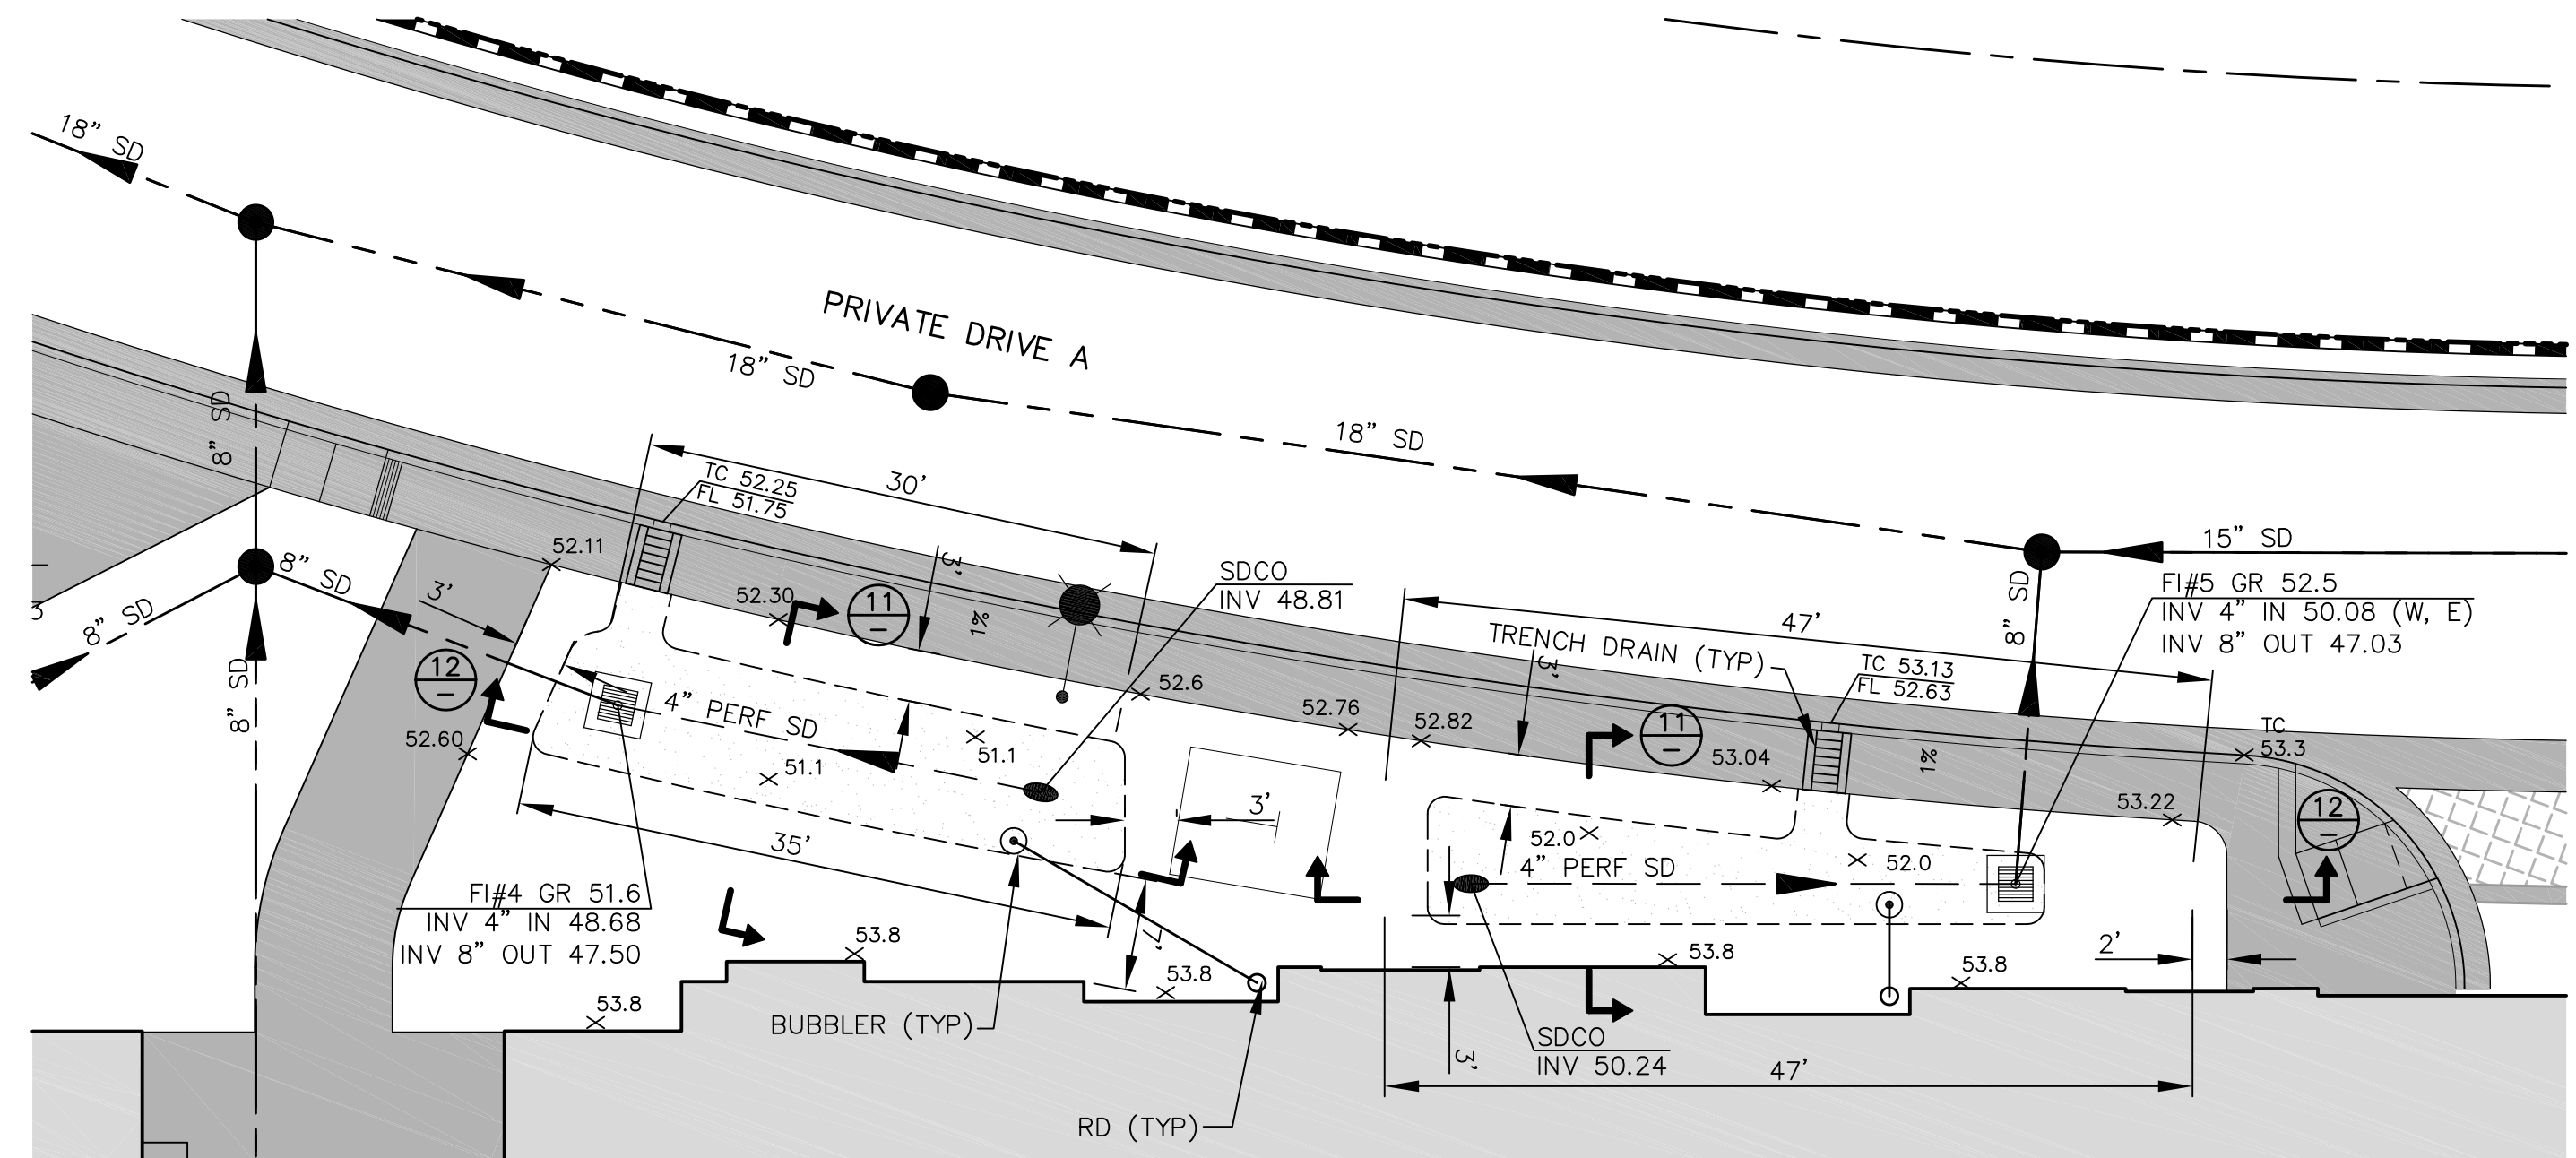 18" SD
PRIVATE DRIVE A
18" SD
18" SD
15" SD
8" SD
8" SD
8" SD
8" SD
8" SD
3
3'
30'
TC 52.25
FL 51.75
52.11
52.30
11
–
3'
1%
SDCO
INV 48.81
47'
TRENCH DRAIN (TYP)
3'
TC 53.13
FL 52.63
FI#5 GR 52.5
INV 4" IN 50.08 (W, E)
INV 8" OUT 47.03
12
–
4" PERF SD
52.6
52.76
52.82
11
–
53.04
1%
TC
53.3
52.60
51.1
51.1
3'
53.22
12
–
35'
52.0
52.0
4" PERF SD
FI#4 GR 51.6
INV 4" IN 48.68
INV 8" OUT 47.50
7'
53.8
53.8
53.8
53.8
53.8
2'
BUBBLER (TYP)
SDCO
INV 50.24
3'
47'
RD (TYP)